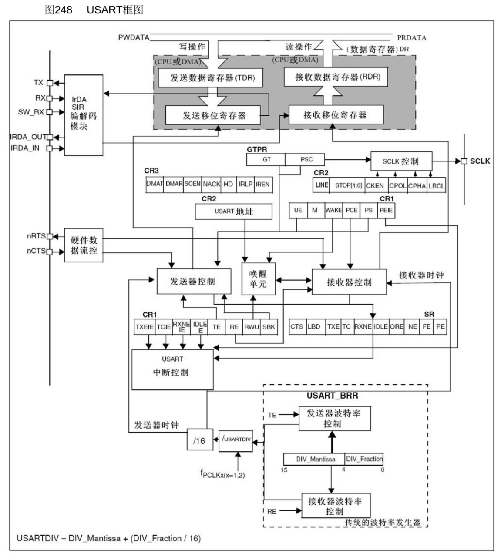 图248 USART框图
PWDATA
PRDATA
写操作
读操作
(数据寄存器)DR
(CPU或DMA)
(CPU或DMA)
发送数据寄存器(TDR)
接收数据寄存器(RDR)
TX
RX
SW_RX
IRDA_OUT
IRDA_IN
IrDA
SIR
编解码
模块
发送移位寄存器
接收移位寄存器
GTPR
GT
PSC
SCLK 控制
SCLK
CR3
DMAT DMAR SCEN NACK HD IRLP IREN
CR2
LINE STOP[1:0] CKEN CPOL CPHA LBCL
CR2
USART 地址
CR1
UE M WAKE PCE PS PEIE
nRTS
nCTS
硬件数
据流控
发送器控制
唤醒
单元
接收器控制
接收器时钟
CR1
TXEIE TCIE RXNE IE IDLE IE TE RE RWU SBK
SR
CTS LBD TXE TC RXNE IDLE ORE NE FE PE
USART
中断控制
USART_BRR
发送器时钟
TE
发送器波特率
控制
/16
/USARTDIV
DIV_Mantissa DIV_Fraction
15 4 0
fPCLKx(x=1,2)
接收器波特率
控制
RE
传统的波特率发生器
USARTDIV = DIV_Mantissa + (DIV_Fraction / 16)